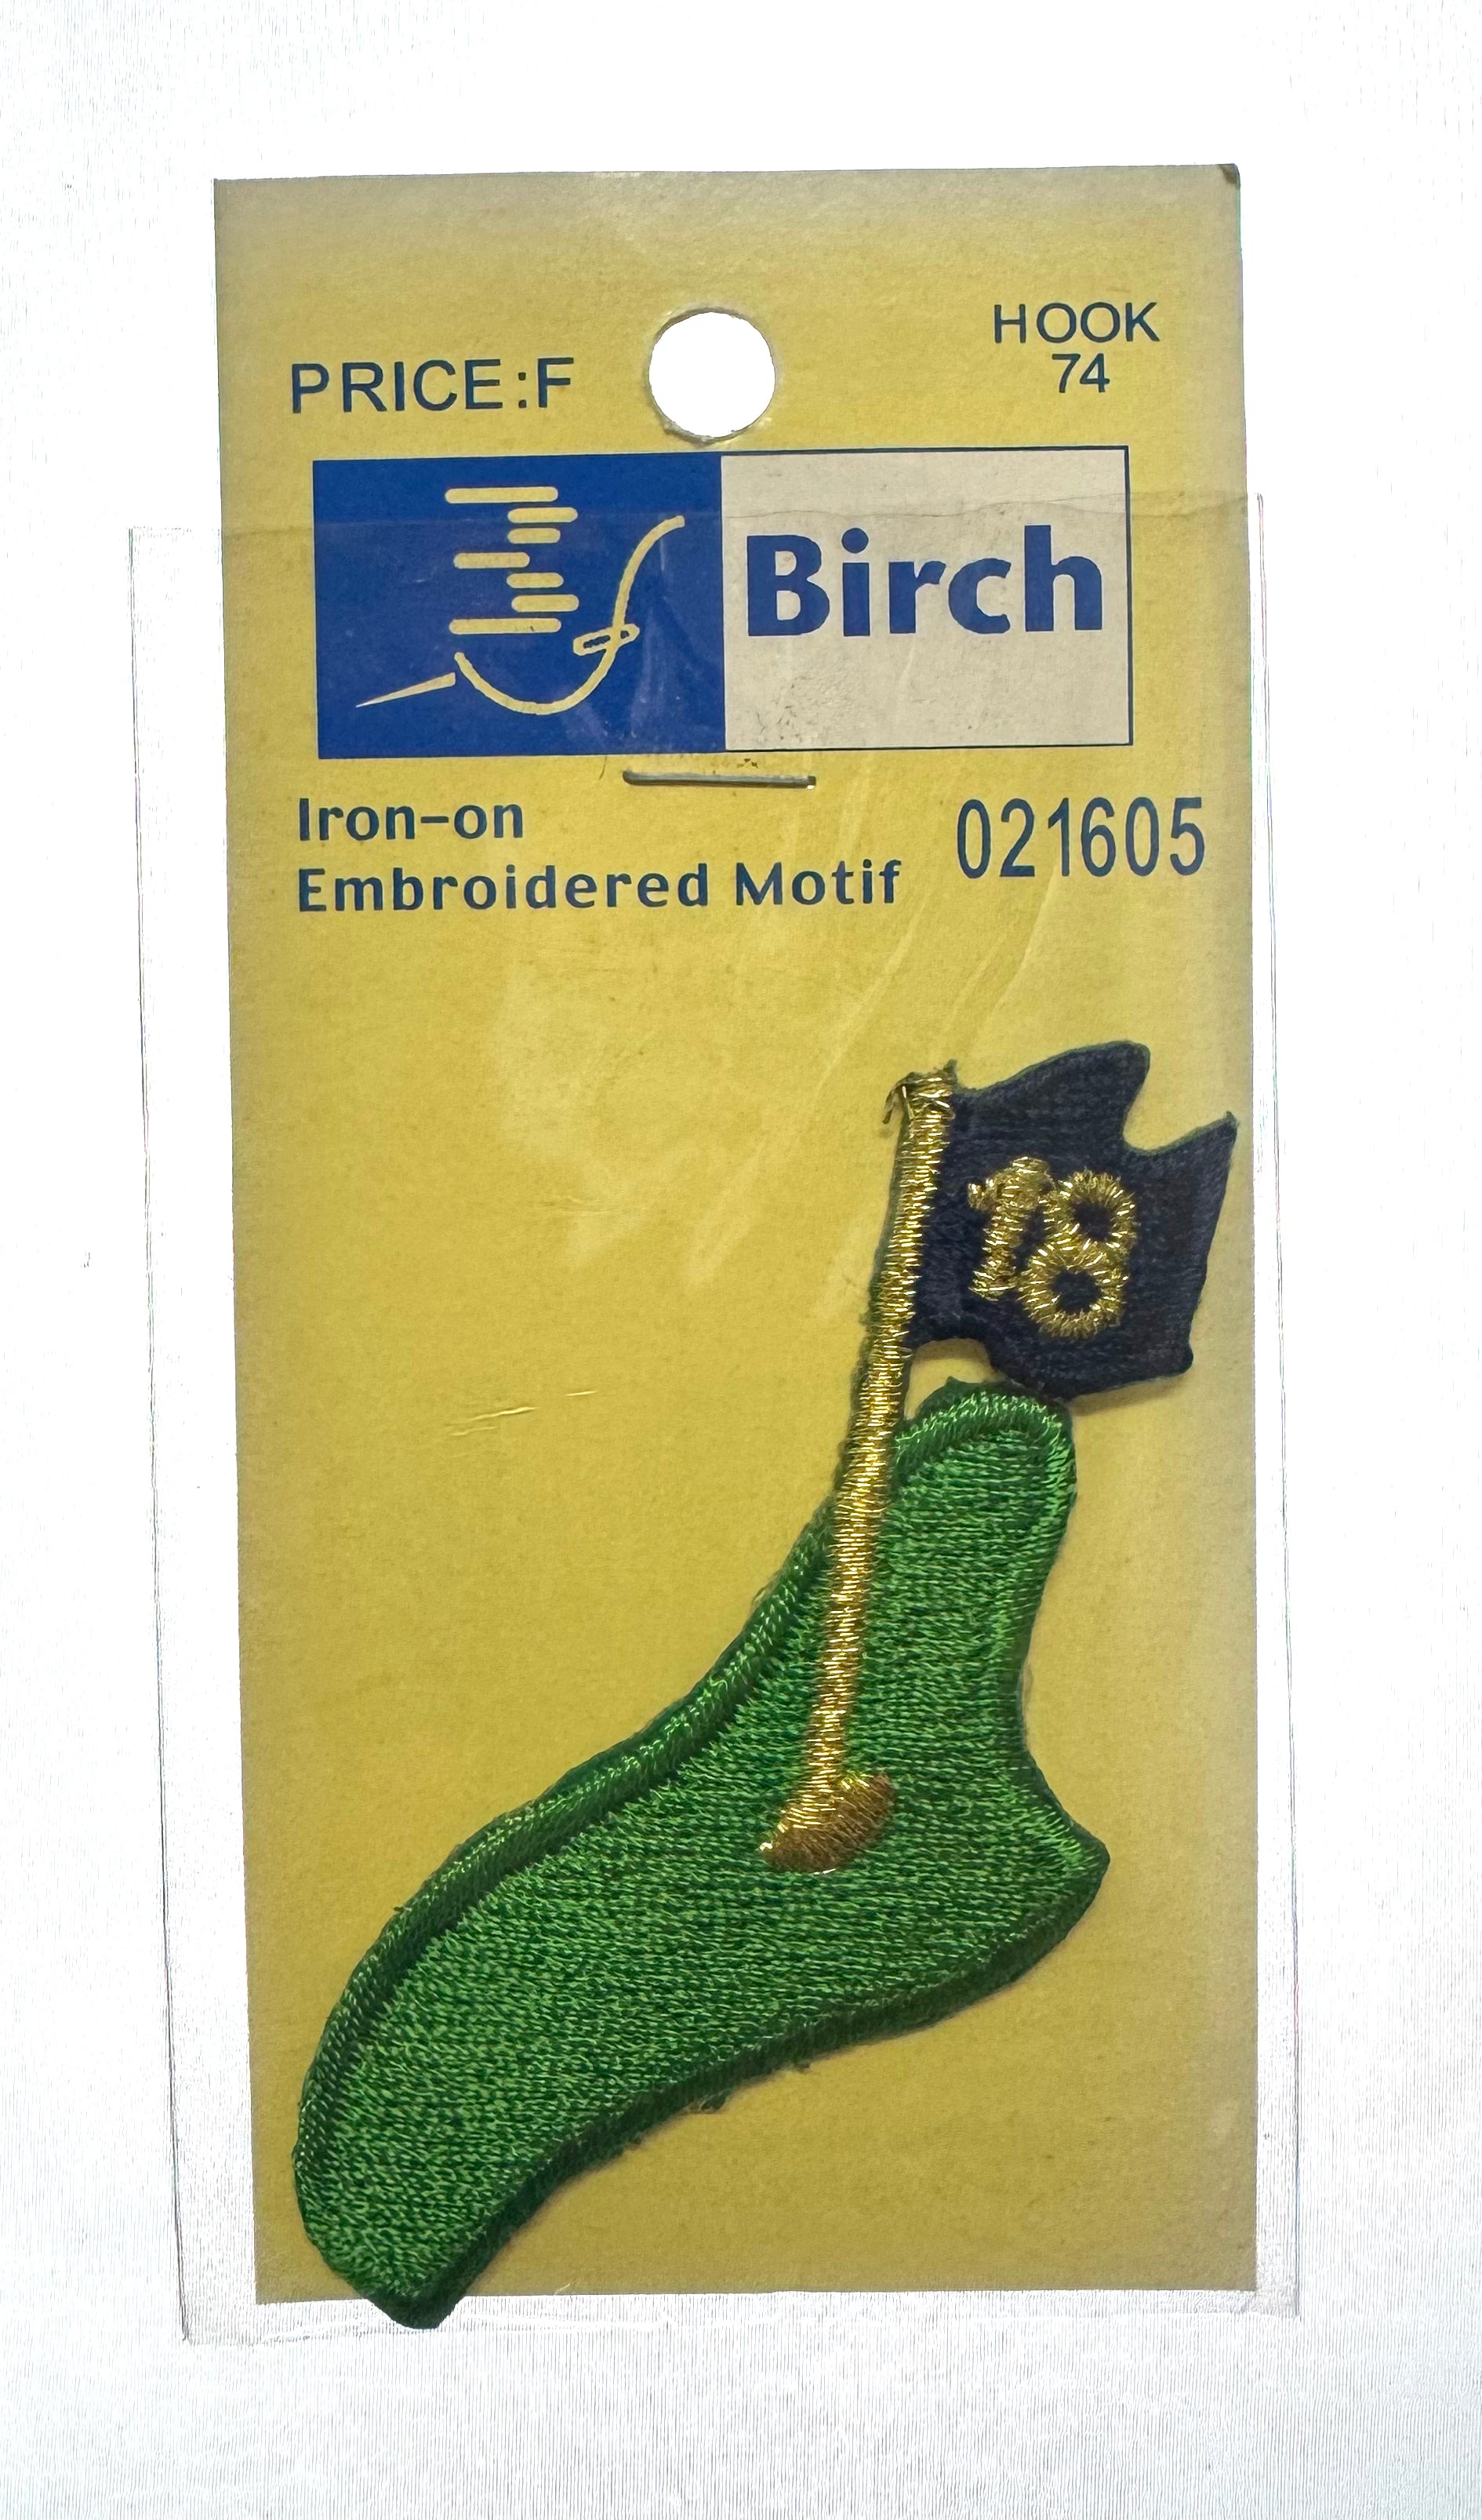 PRICE:F
HOOK
74
Birch
Iron-on
Embroidered Motif
021605
18